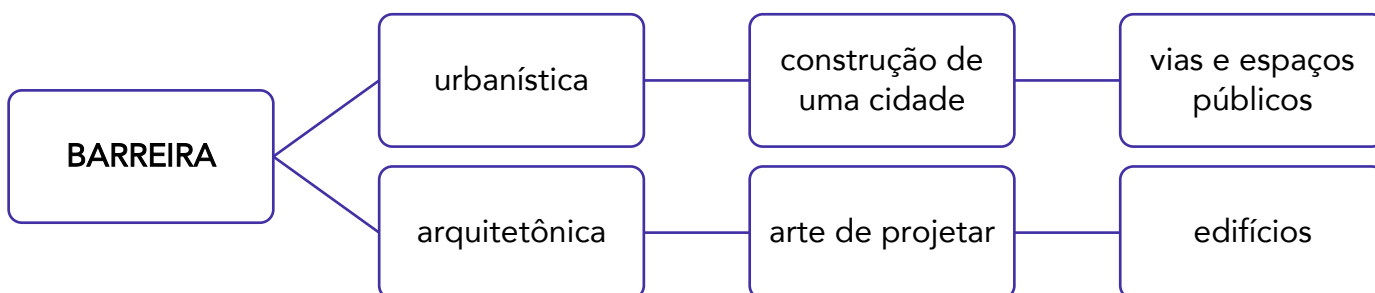 BARREIRA
urbanística
construção de
uma cidade
vias e espaços
públicos
arquitetônica
arte de projetar
edifícios